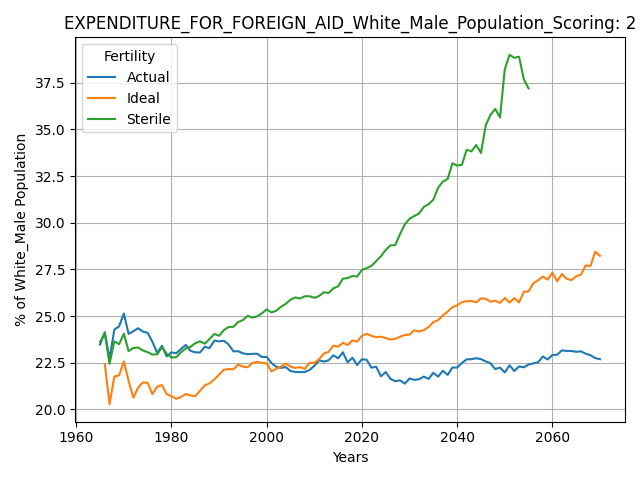 EXPENDITURE_FOR_FOREIGN_AID_White_Male_Population_Scoring: 2
Fertility
Actual
Ideal
Sterile
% of White_Male Population
37.5
35.0
32.5
30.0
27.5
25.0
22.5
20.0
1960 1980 2000 2020 2040 2060
Years